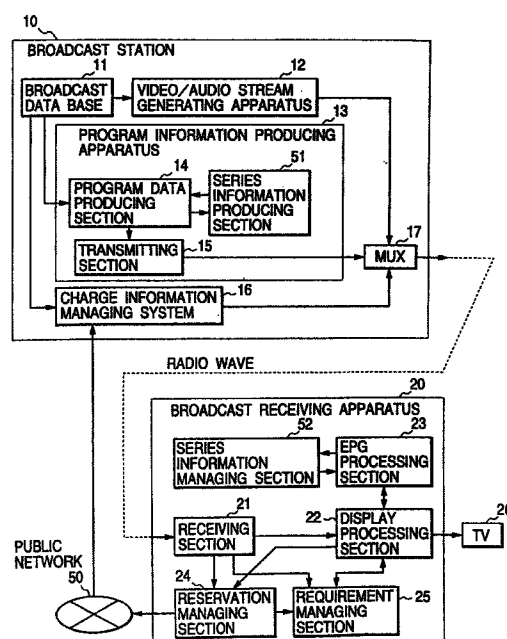 10
BROADCAST STATION
11
12
BROADCAST
DATA BASE
VIDEO/AUDIO STREAM
GENERATING APPARATUS
13
PROGRAM INFORMATION PRODUCING
APPARATUS
14
51
PROGRAM DATA
PRODUCING
SECTION
SERIES
INFORMATION
PRODUCING SECTION
15
TRANSMITTING
SECTION
17
MUX
16
CHARGE INFORMATION
MANAGING SYSTEM
RADIO WAVE
20
BROADCAST RECEIVING APPARATUS
52
23
SERIES
INFORMATION
MANAGING SECTION
EPG
PROCESSING
SECTION
21
22
RECEIVING
SECTION
DISPLAY
PROCESSING
SECTION
TV
PUBLIC
NETWORK
50
24
RESERVATION
MANAGING
SECTION
REQUIREMENT
MANAGING
SECTION
25